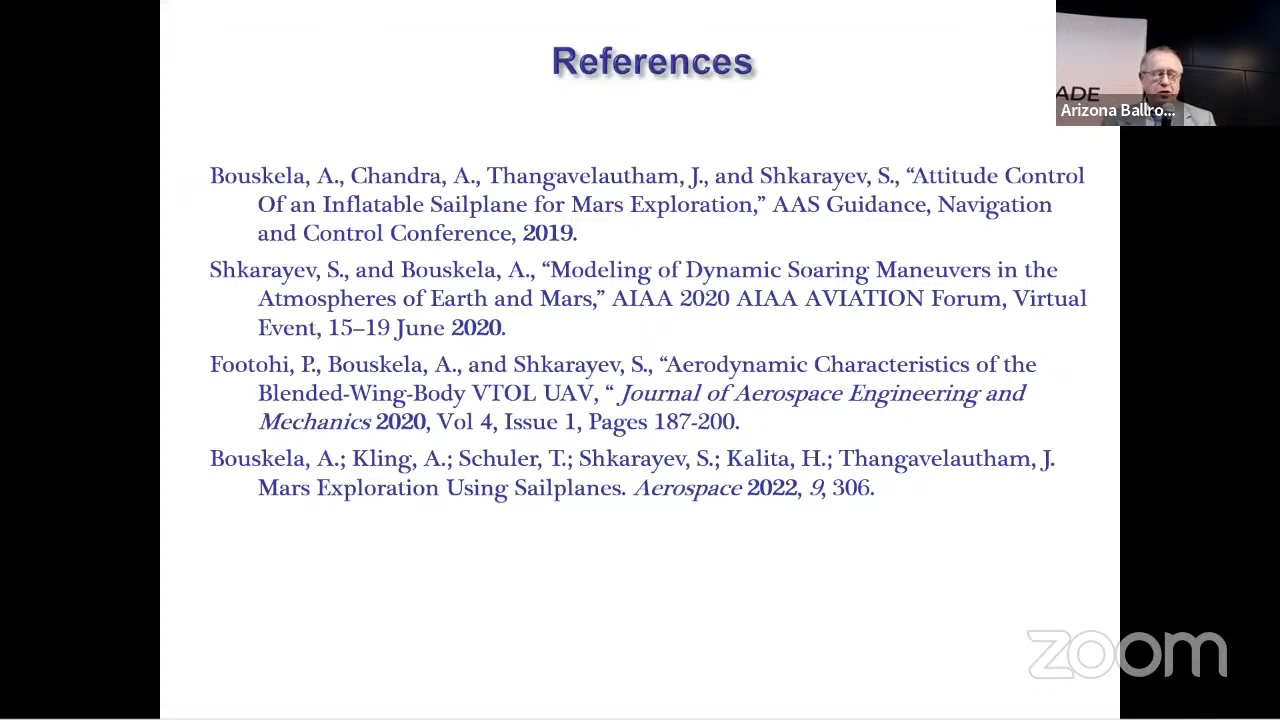 References
ADE
Arizona Ballro...
Bouskela, A., Chandra, A., Thangavelautham, J., and Shkarayev, S., “Attitude Control
Of an Inflatable Sailplane for Mars Exploration,” AAS Guidance, Navigation
and Control Conference, 2019.
Shkarayev, S., and Bouskela, A., “Modeling of Dynamic Soaring Maneuvers in the
Atmospheres of Earth and Mars,” AIAA 2020 AIAA AVIATION Forum, Virtual
Event, 15–19 June 2020.
Footohi, P., Bouskela, A., and Shkarayev, S., “Aerodynamic Characteristics of the
Blended-Wing-Body VTOL UAV, “ Journal of Aerospace Engineering and
Mechanics 2020, Vol 4, Issue 1, Pages 187-200.
Bouskela, A.; Kling, A.; Schuler, T.; Shkarayev, S.; Kalita, H.; Thangavelautham, J.
Mars Exploration Using Sailplanes. Aerospace 2022, 9, 306.
zoom